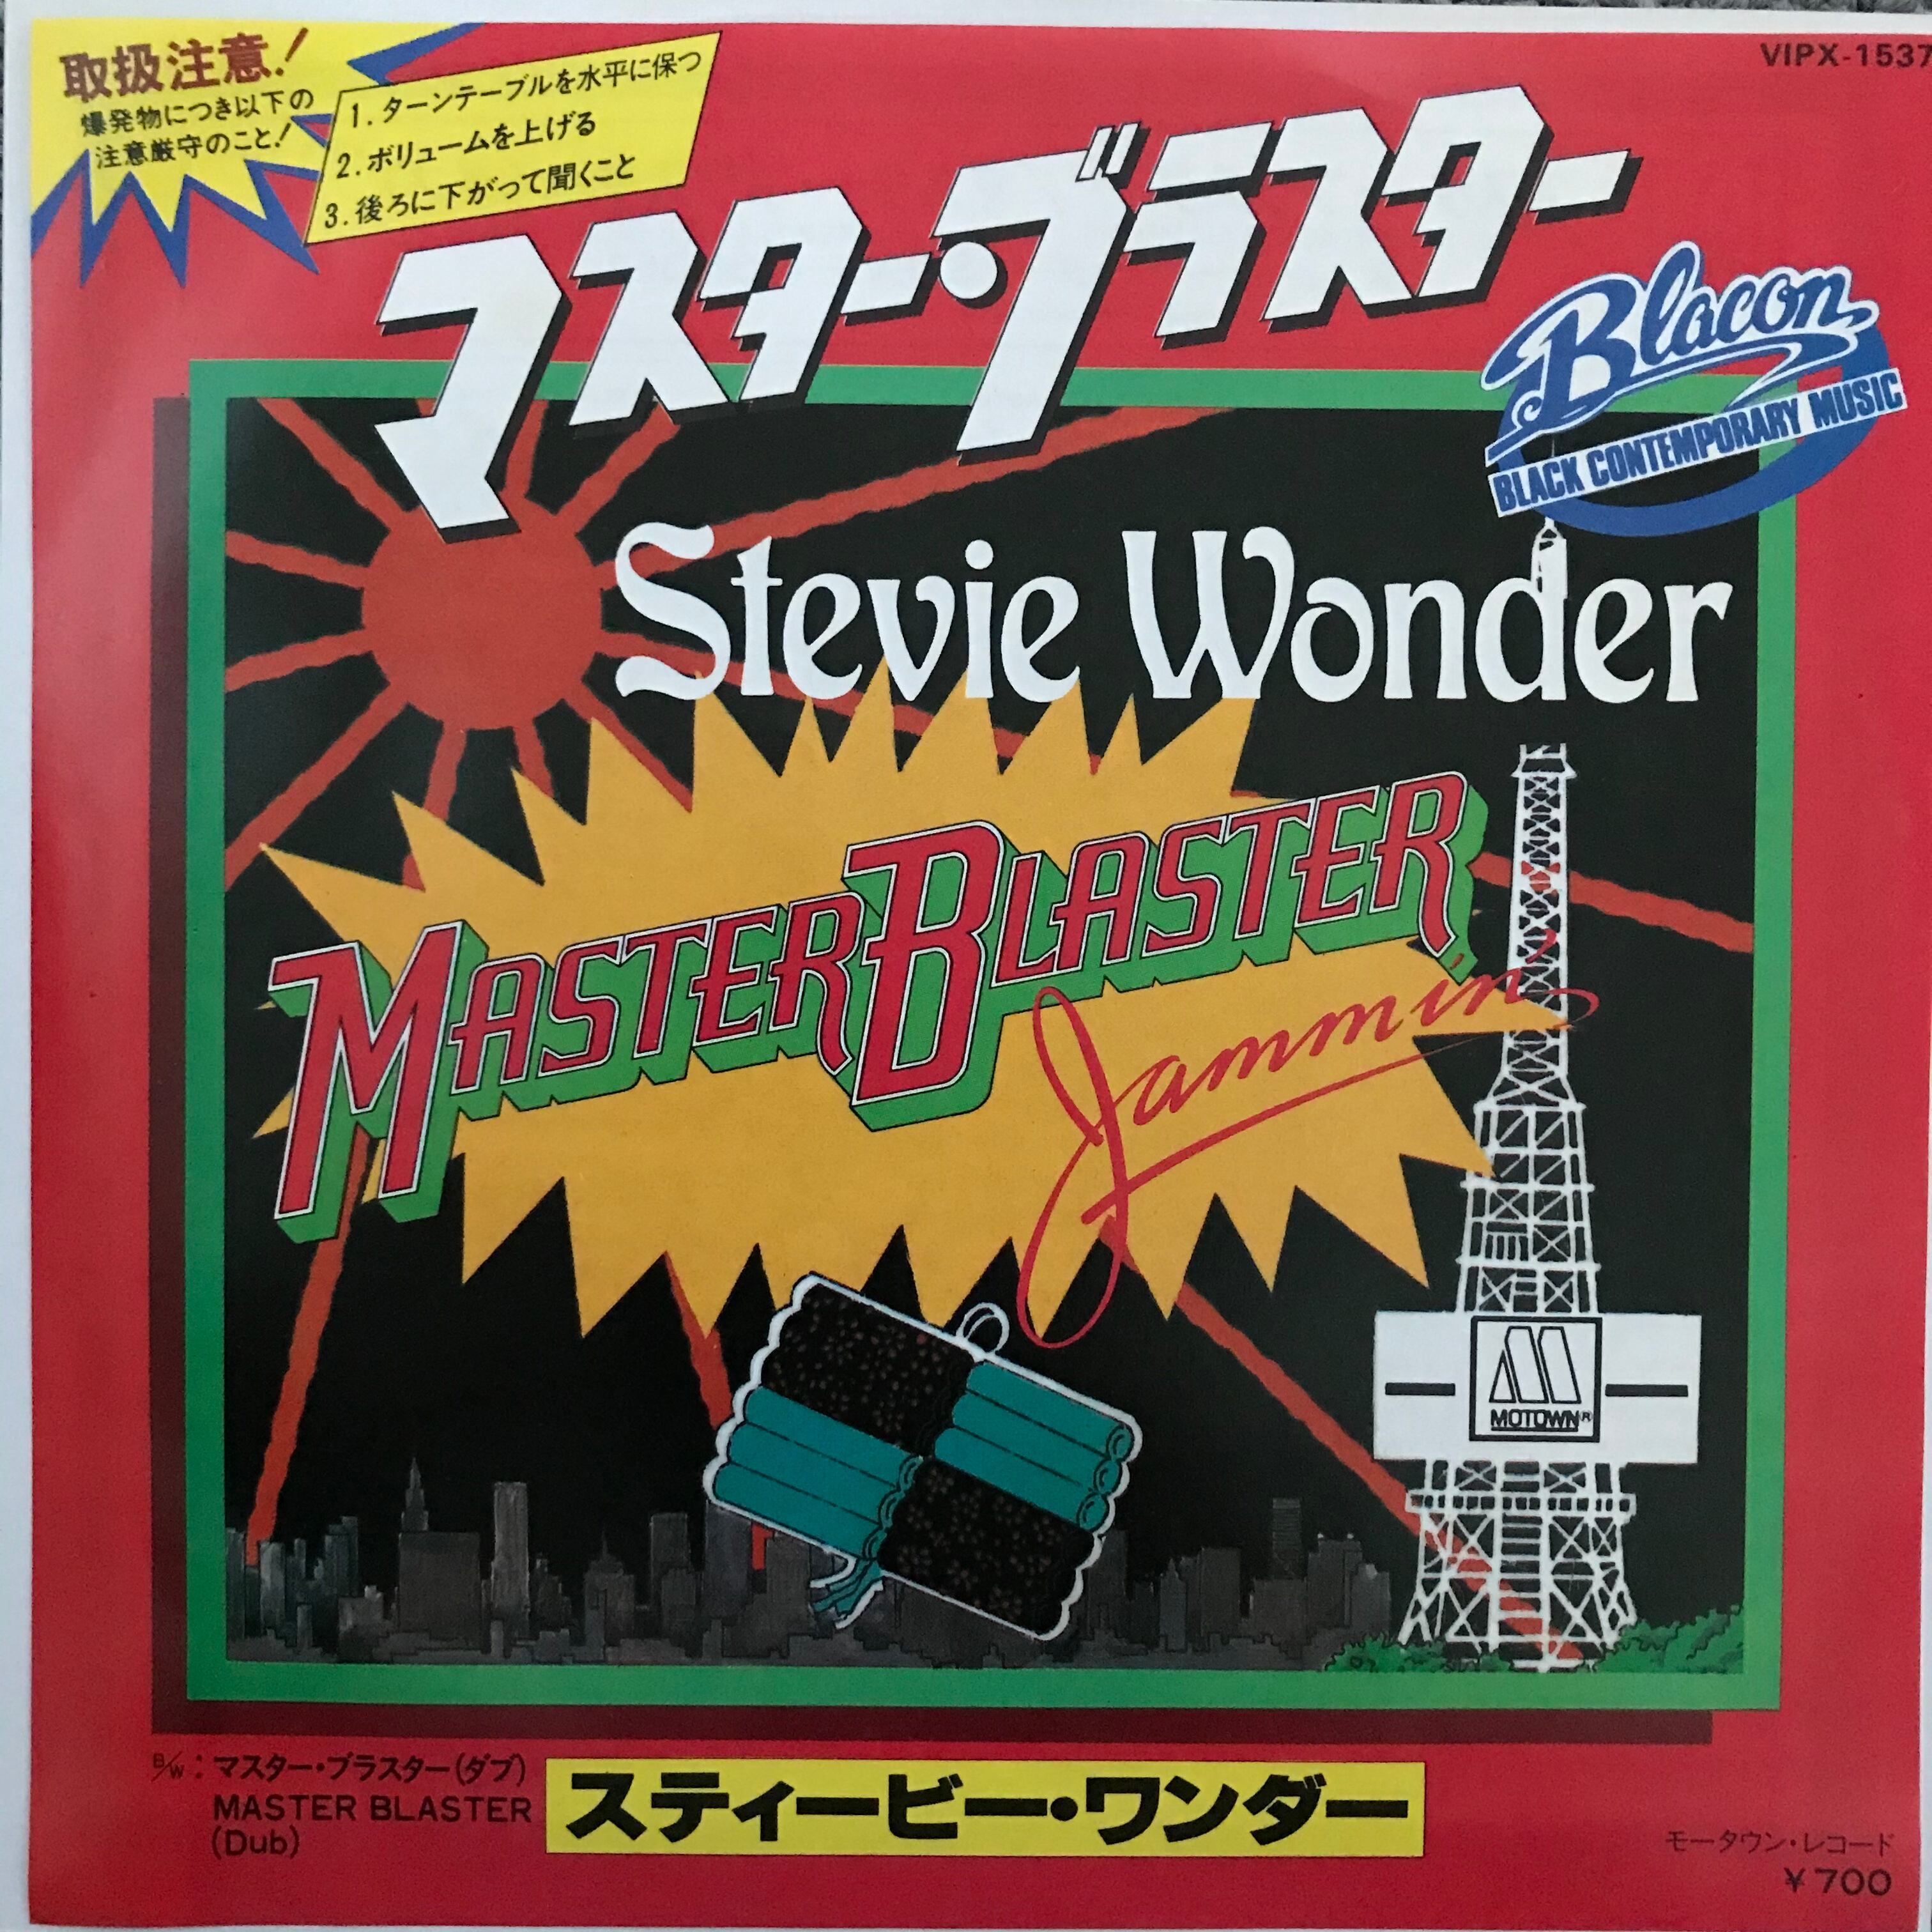 取扱注意!
爆発物につき以下の
注意厳守のこと!
1. ターンテーブルを水平に保つ
2. ボリュームを上げる
3. 後ろに下がって聞くこと
VIPX-1537
マスター・ブラスター
Blacon
BLACK CONTEMPORARY MUSIC
Stevie Wonder
MASTER BLASTER
Jammin'
MOTOWN®
B/W: マスター・ブラスター(ダブ)
MASTER BLASTER
(Dub)
スティービー・ワンダー
モータウン・レコード
¥700